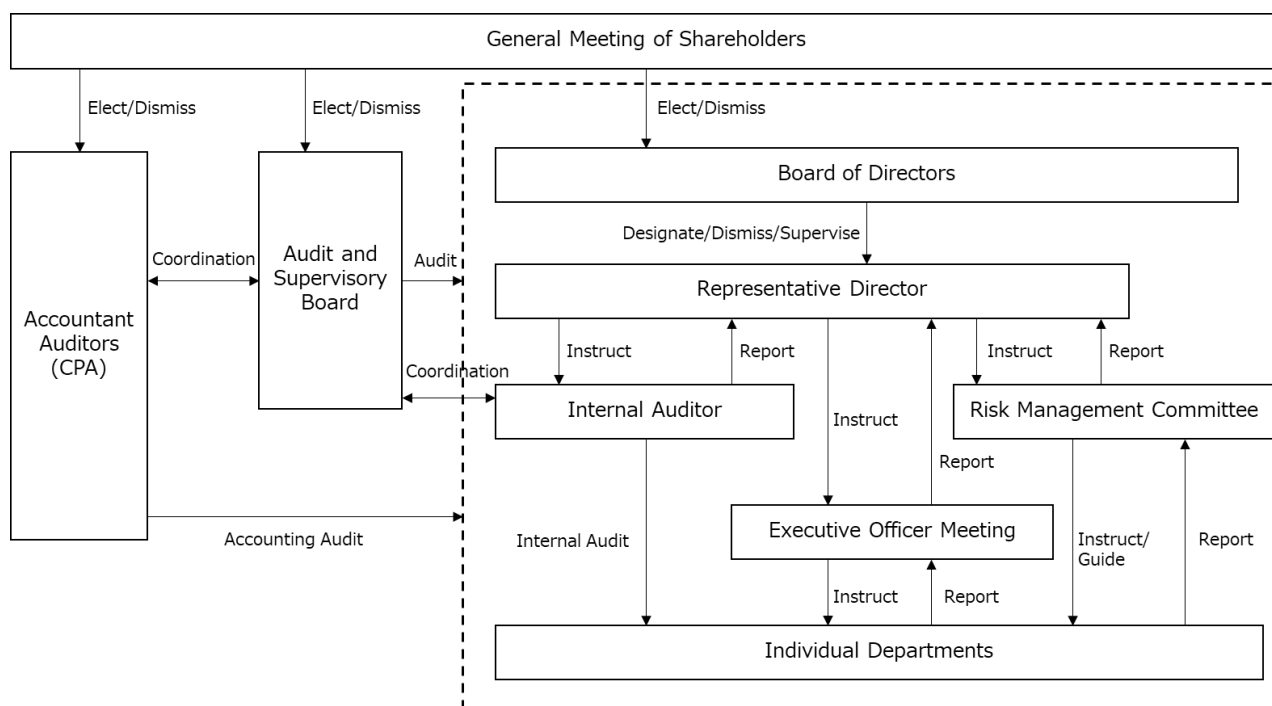 General Meeting of Shareholders
Elect/Dismiss
Elect/Dismiss
Elect/Dismiss
Board of Directors
Designate/Dismiss/Supervise
Coordination
Audit and
Supervisory
Board
Audit
Representative Director
Accountant
Auditors
(CPA)
Instruct
Report
Instruct
Report
Coordination
Internal Auditor
Risk Management Committee
Instruct
Report
Executive Officer Meeting
Accounting Audit
Internal Audit
Instruct/
Guide
Report
Instruct
Report
Individual Departments